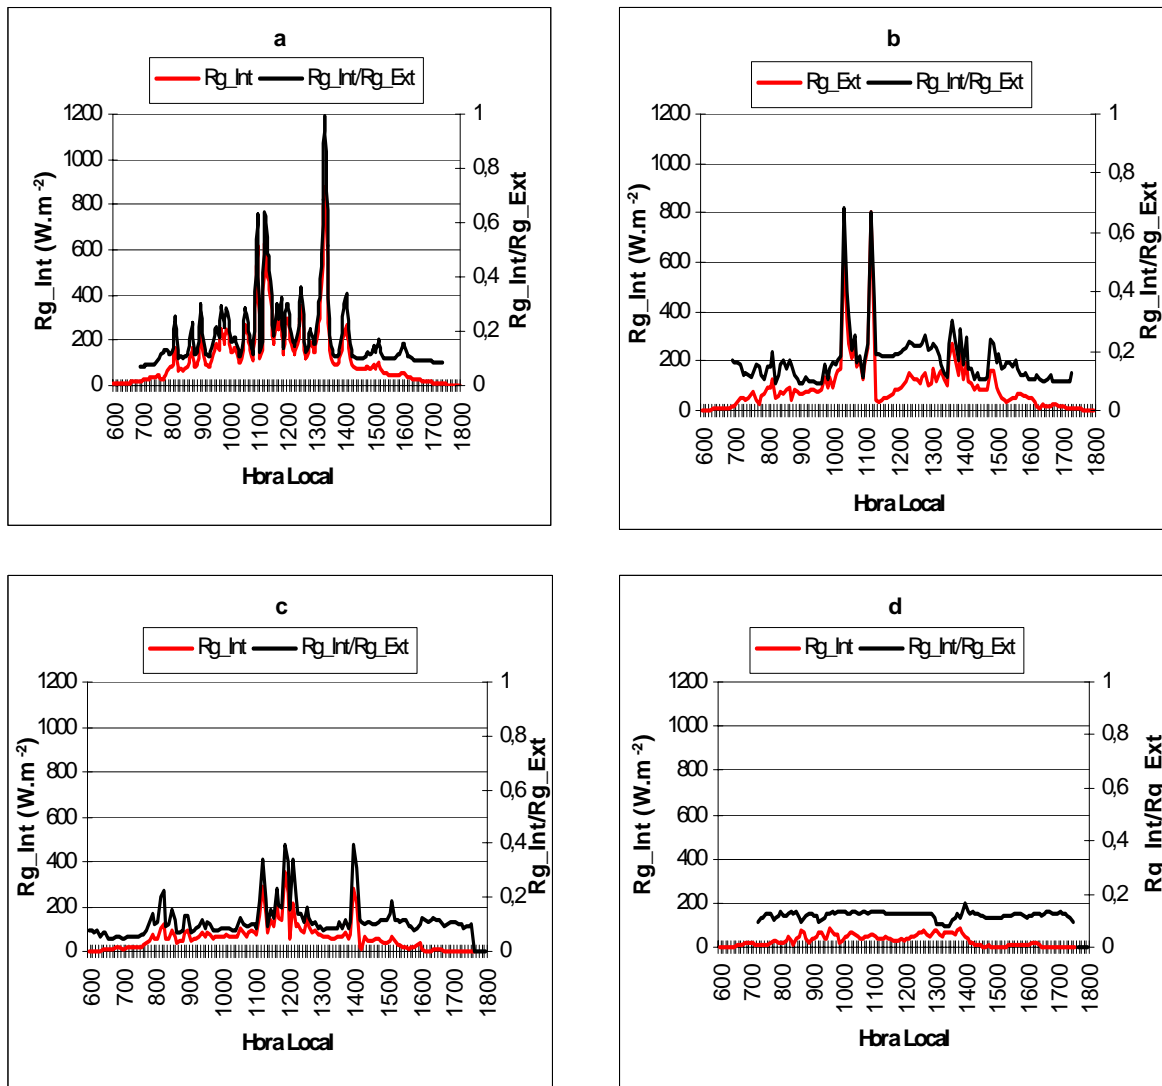 a
Rg_Int Rg_Int/Rg_Ext
1200 1000 800 600 400 200 0
1 0,8 0,6 0,4 0,2 0
Rg_Int (W.m-2)
Rg_Int/Rg_Ext
600 700 800 900 1000 1100 1200 1300 1400 1500 1600 1700 1800
Hora Local
b
Rg_Ext Rg_Int/Rg_Ext
1200 1000 800 600 400 200 0
1 0,8 0,6 0,4 0,2 0
Rg_Int (W.m-2)
Rg_Int/Rg_Ext
600 700 800 900 1000 1100 1200 1300 1400 1500 1600 1700 1800
Hora Local
c
Rg_Int Rg_Int/Rg_Ext
1200 1000 800 600 400 200 0
1 0,8 0,6 0,4 0,2 0
Rg_Int (W.m-2)
Rg_Int/Rg_Ext
600 700 800 900 1000 1100 1200 1300 1400 1500 1600 1700 1800
Hora Local
d
Rg_Int Rg_Int/Rg_Ext
1200 1000 800 600 400 200 0
1 0,8 0,6 0,4 0,2 0
Rg_Int (W.m-2)
Rg_Int/Rg_Ext
600 700 800 900 1000 1100 1200 1300 1400 1500 1600 1700 1800
Hora Local